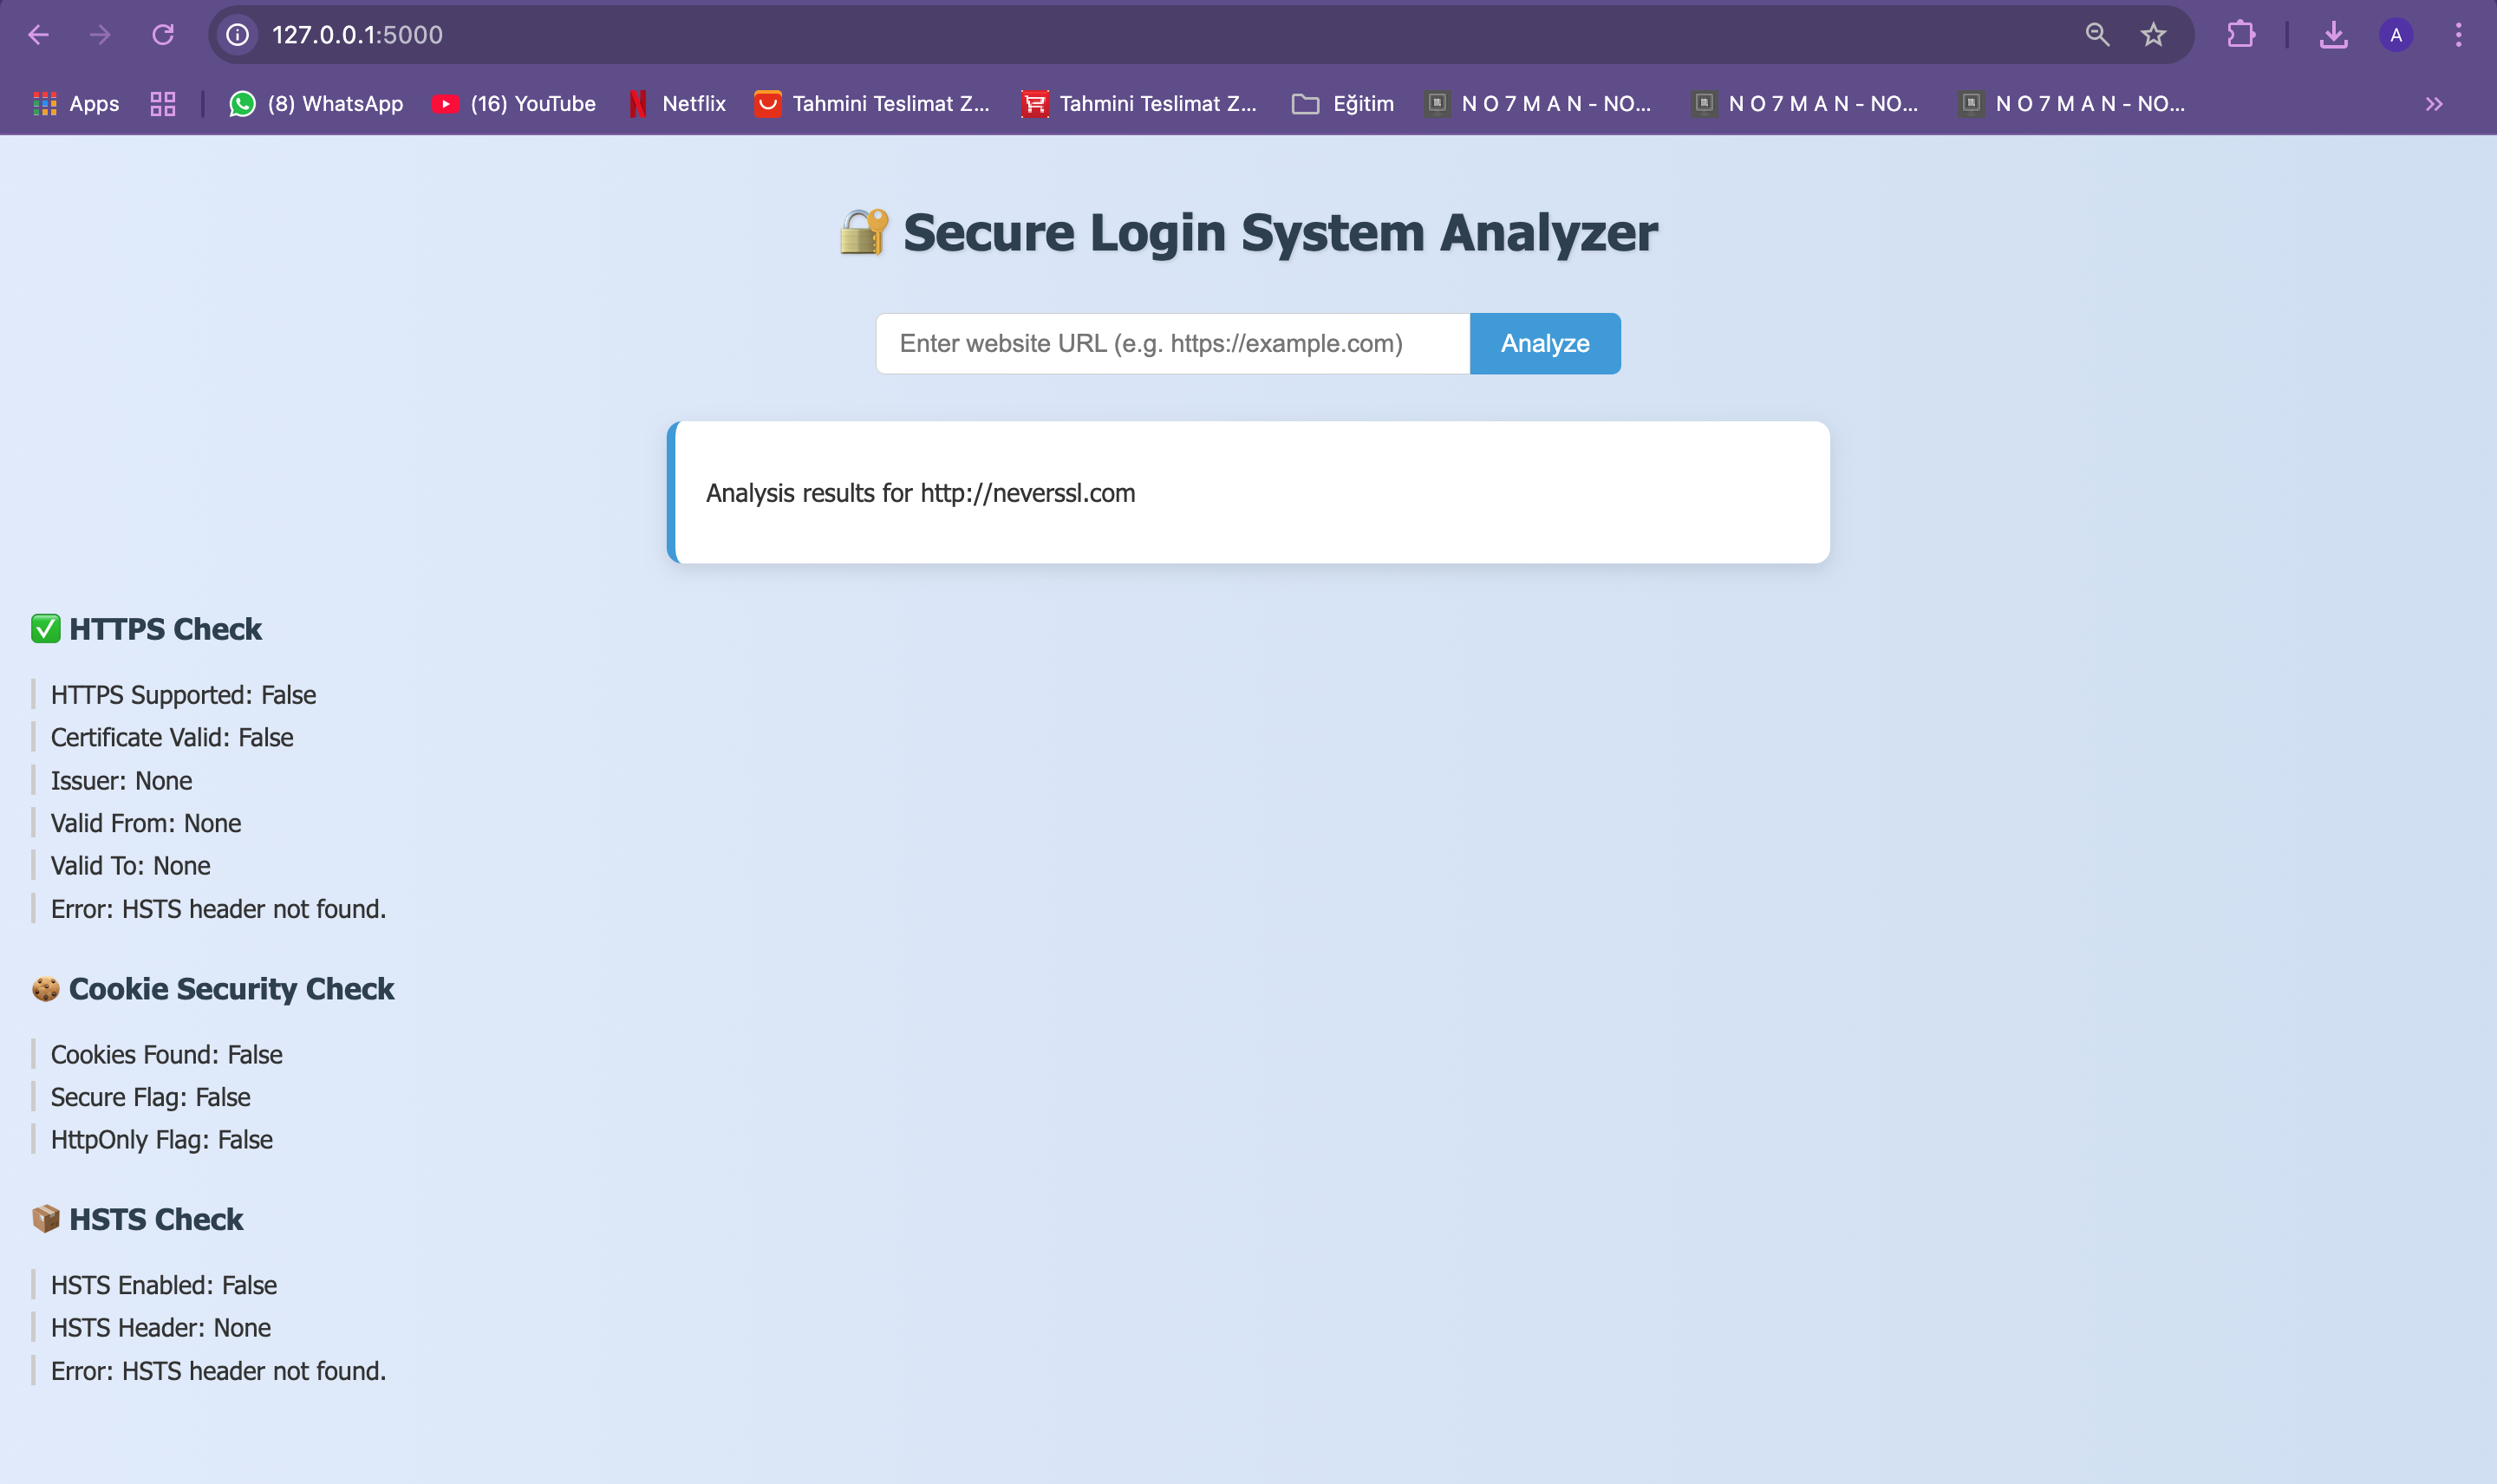 127.0.0.1:5000
A
Apps (8) WhatsApp (16) YouTube Netflix Tahmini Teslimat Z... Tahmini Teslimat Z... Eğitim N O 7 M A N - NO... N O 7 M A N - NO... N O 7 M A N - NO...
🔐 Secure Login System Analyzer
Enter website URL (e.g. https://example.com) Analyze
Analysis results for http://neverssl.com
✅ HTTPS Check
HTTPS Supported: False
Certificate Valid: False
Issuer: None
Valid From: None
Valid To: None
Error: HSTS header not found.
🍪 Cookie Security Check
Cookies Found: False
Secure Flag: False
HttpOnly Flag: False
📦 HSTS Check
HSTS Enabled: False
HSTS Header: None
Error: HSTS header not found.